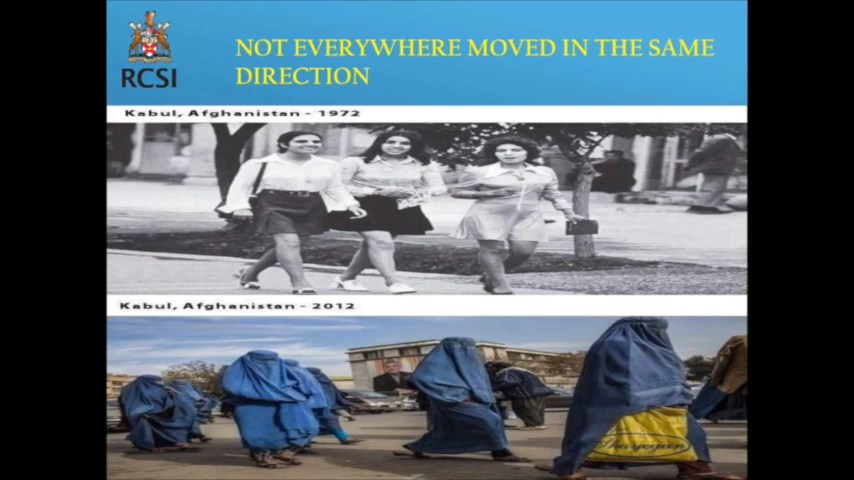 RCSI
NOT EVERYWHERE MOVED IN THE SAME
DIRECTION
Kabul, Afghanistan - 1972
Kabul, Afghanistan - 2012